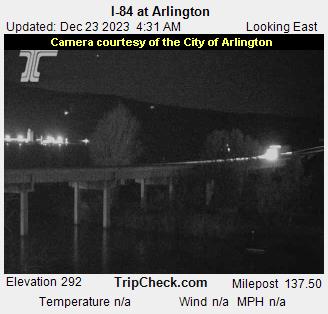 I-84 at Arlington
Updated: Dec 23 2023 4:31 AM Looking East
Camera courtesy of the City of Arlington
Elevation 292 TripCheck.com Milepost 137.50
Temperature n/a Wind n/a MPH n/a